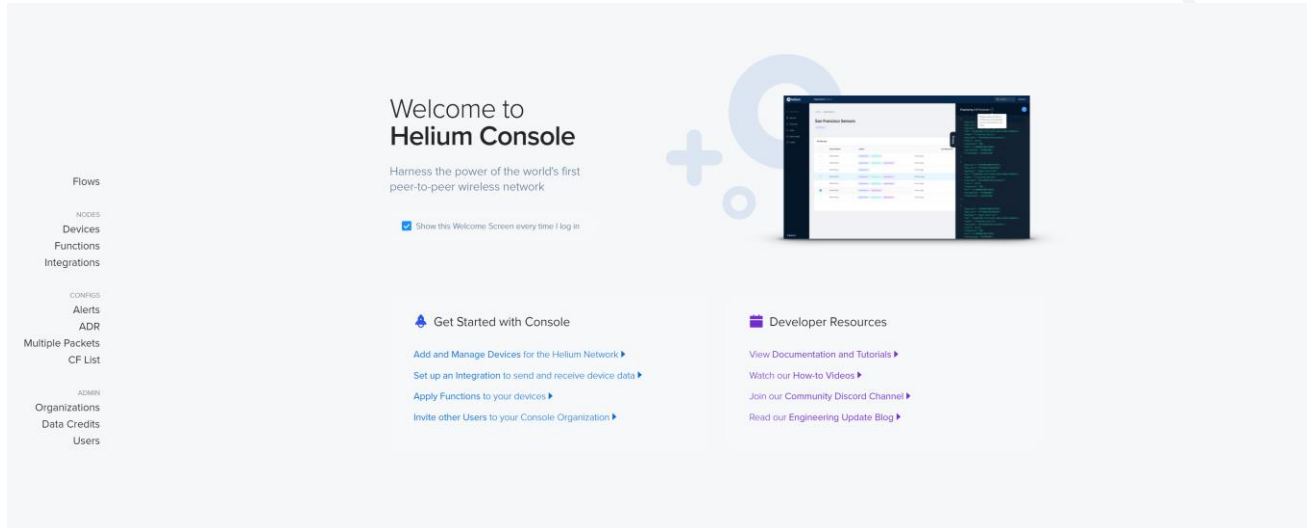 Flows
NODES
Devices
Functions
Integrations
CONFIGS
Alerts
ADR
Multiple Packets
CF List
ADMIN
Organizations
Data Credits
Users
Welcome to
Helium Console
Harness the power of the world's first
peer-to-peer wireless network
Show this Welcome Screen every time I log in
Get Started with Console
Add and Manage Devices for the Helium Network
Set up an Integration to send and receive device data
Apply Functions to your devices
Invite other Users to your Console Organization
Developer Resources
View Documentation and Tutorials
Watch our How-to Videos
Join our Community Discord Channel
Read our Engineering Update Blog